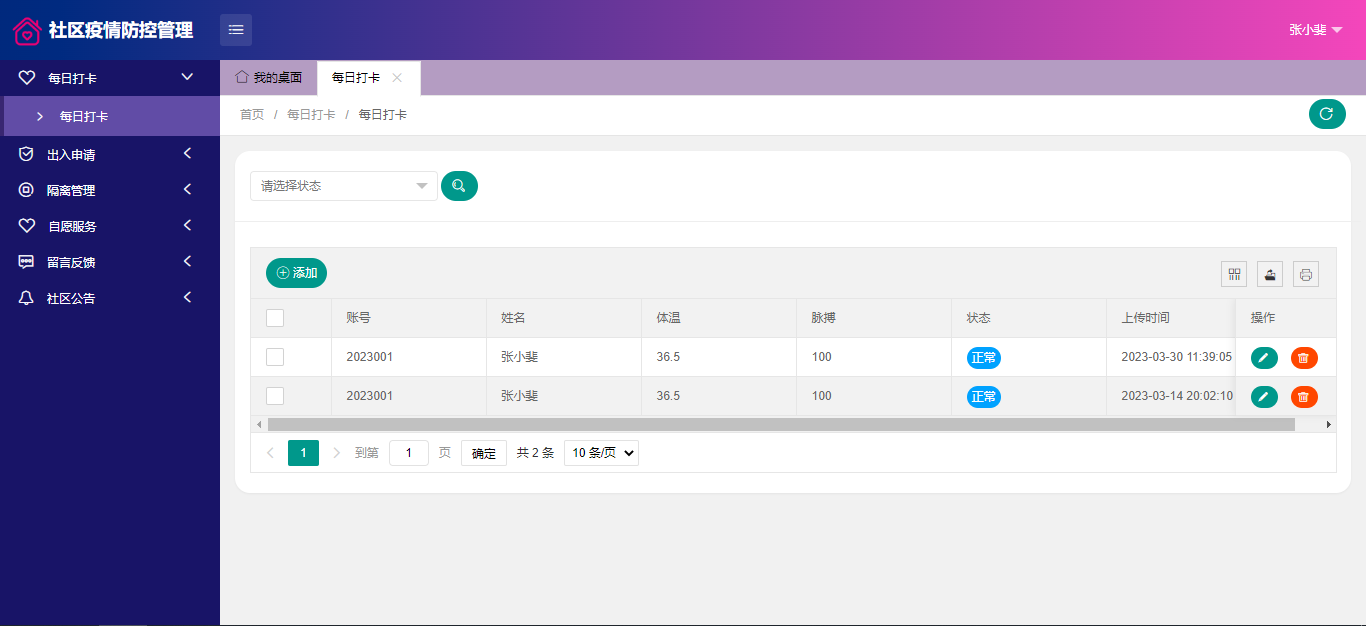 社区疫情防控管理
张小斐
每日打卡
每日打卡
出入申请
隔离管理
自愿服务
留言反馈
社区公告
我的桌面 每日打卡
首页 / 每日打卡 / 每日打卡
请选择状态
添加
账号 姓名 体温 脉搏 状态 上传时间 操作
2023001 张小斐 36.5 100 正常 2023-03-30 11:39:05
2023001 张小斐 36.5 100 正常 2023-03-14 20:02:10
1 到第 1 页 确定 共 2 条 10 条/页